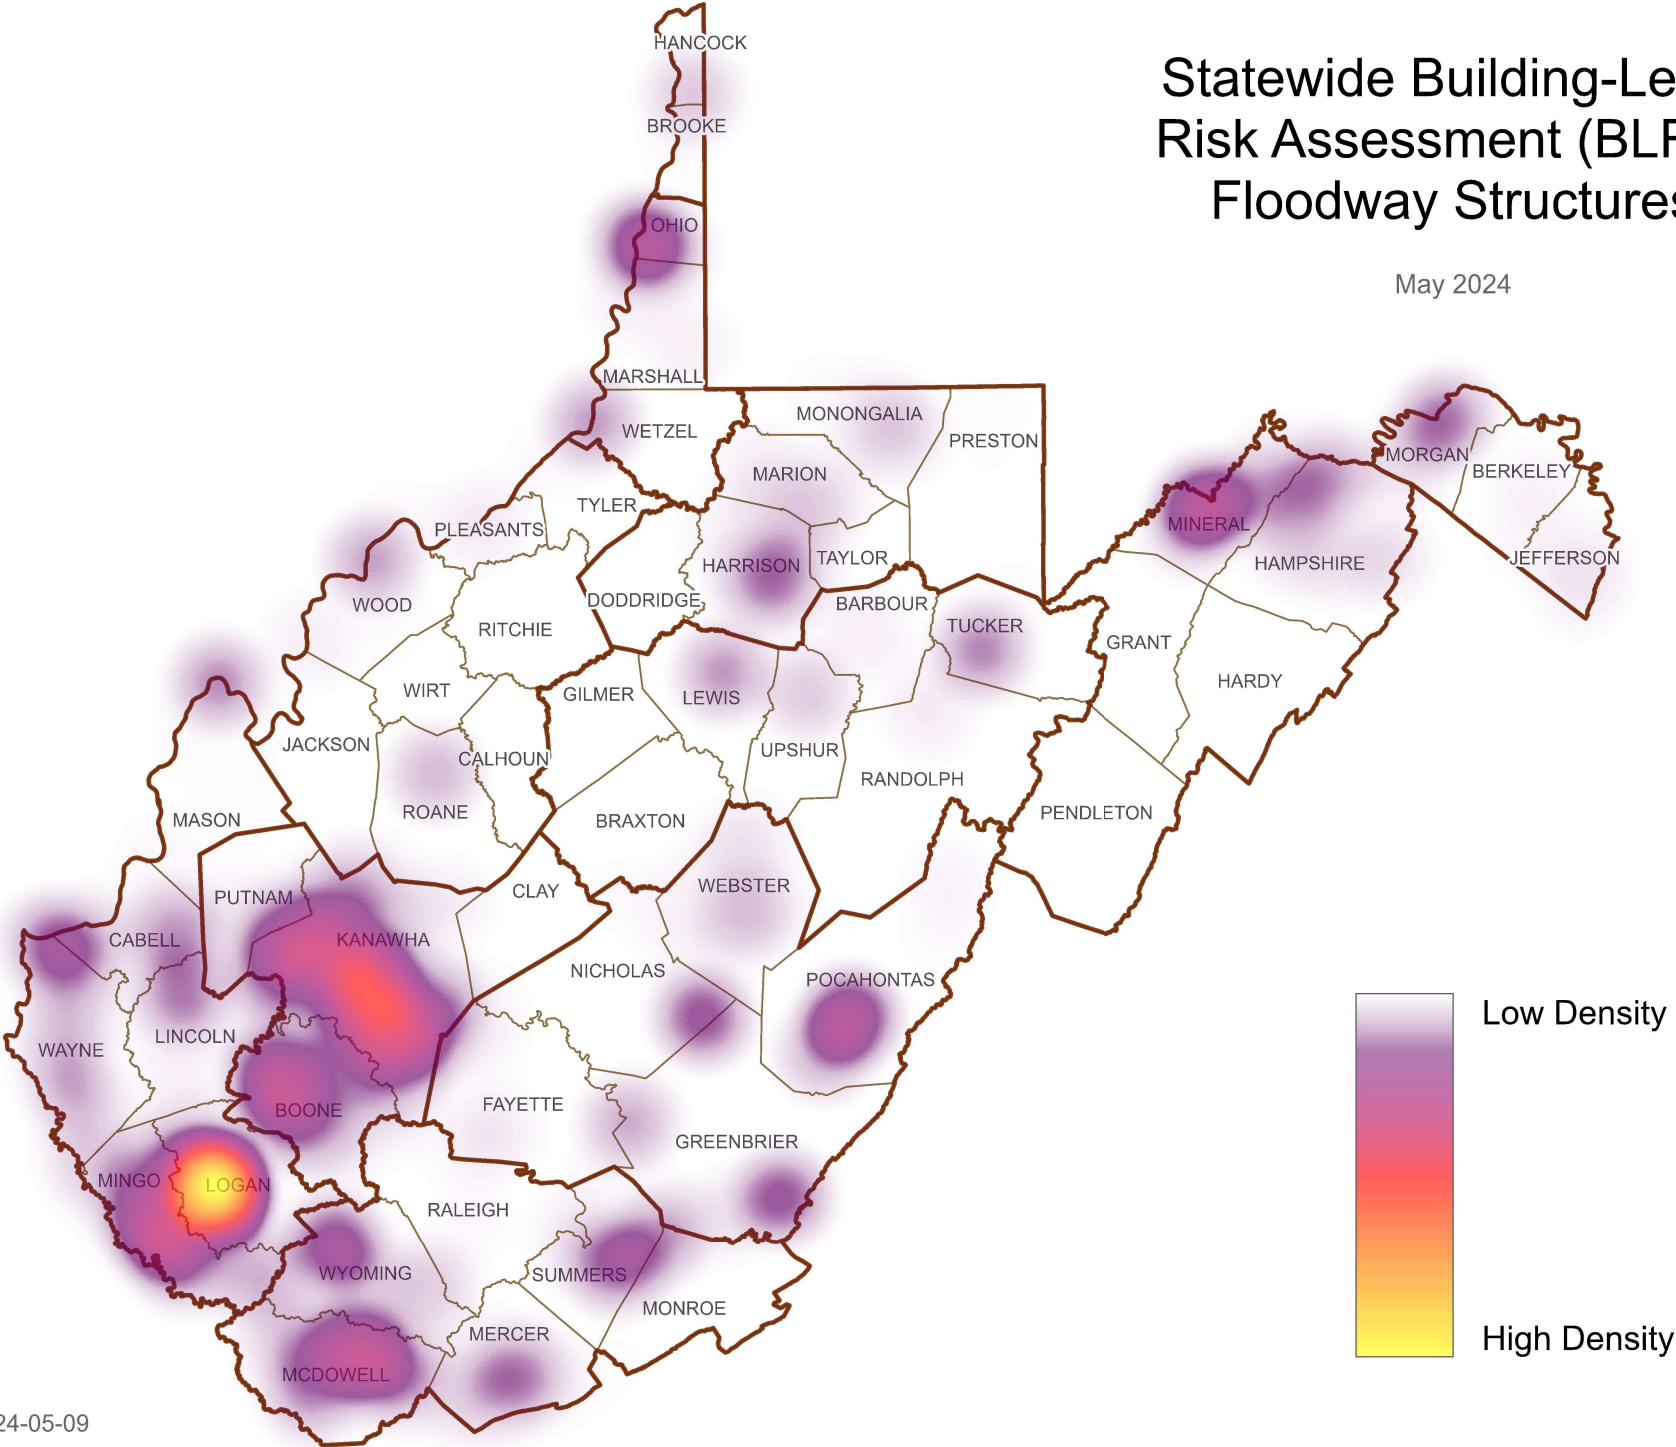 Statewide Building-Le
Risk Assessment (BLR
Floodway Structures
May 2024
HANCOCK
BROOKE
OHIO
MARSHALL
WETZEL
MONONGALIA
PRESTON
MARION
TYLER
PLEASANTS
MORGAN
BERKELEY
MINERAL
HAMPSHIRE
JEFFERSON
HARRISON
TAYLOR
DODDRIDGE
BARBOUR
WOOD
RITCHIE
TUCKER
GRANT
HARDY
WIRT
GILMER
LEWIS
JACKSON
CALHOUN
UPSHUR
RANDOLPH
ROANE
MASON
BRAXTON
PENDLETON
PUTNAM
CLAY
WEBSTER
CABELL
KANAWHA
NICHOLAS
POCAHONTAS
LINCOLN
WAYNE
BOONE
FAYETTE
GREENBRIER
MINGO
LOGAN
RALEIGH
WYOMING
SUMMERS
MONROE
MERCER
MCDOWELL
Low Density
High Density
24-05-09